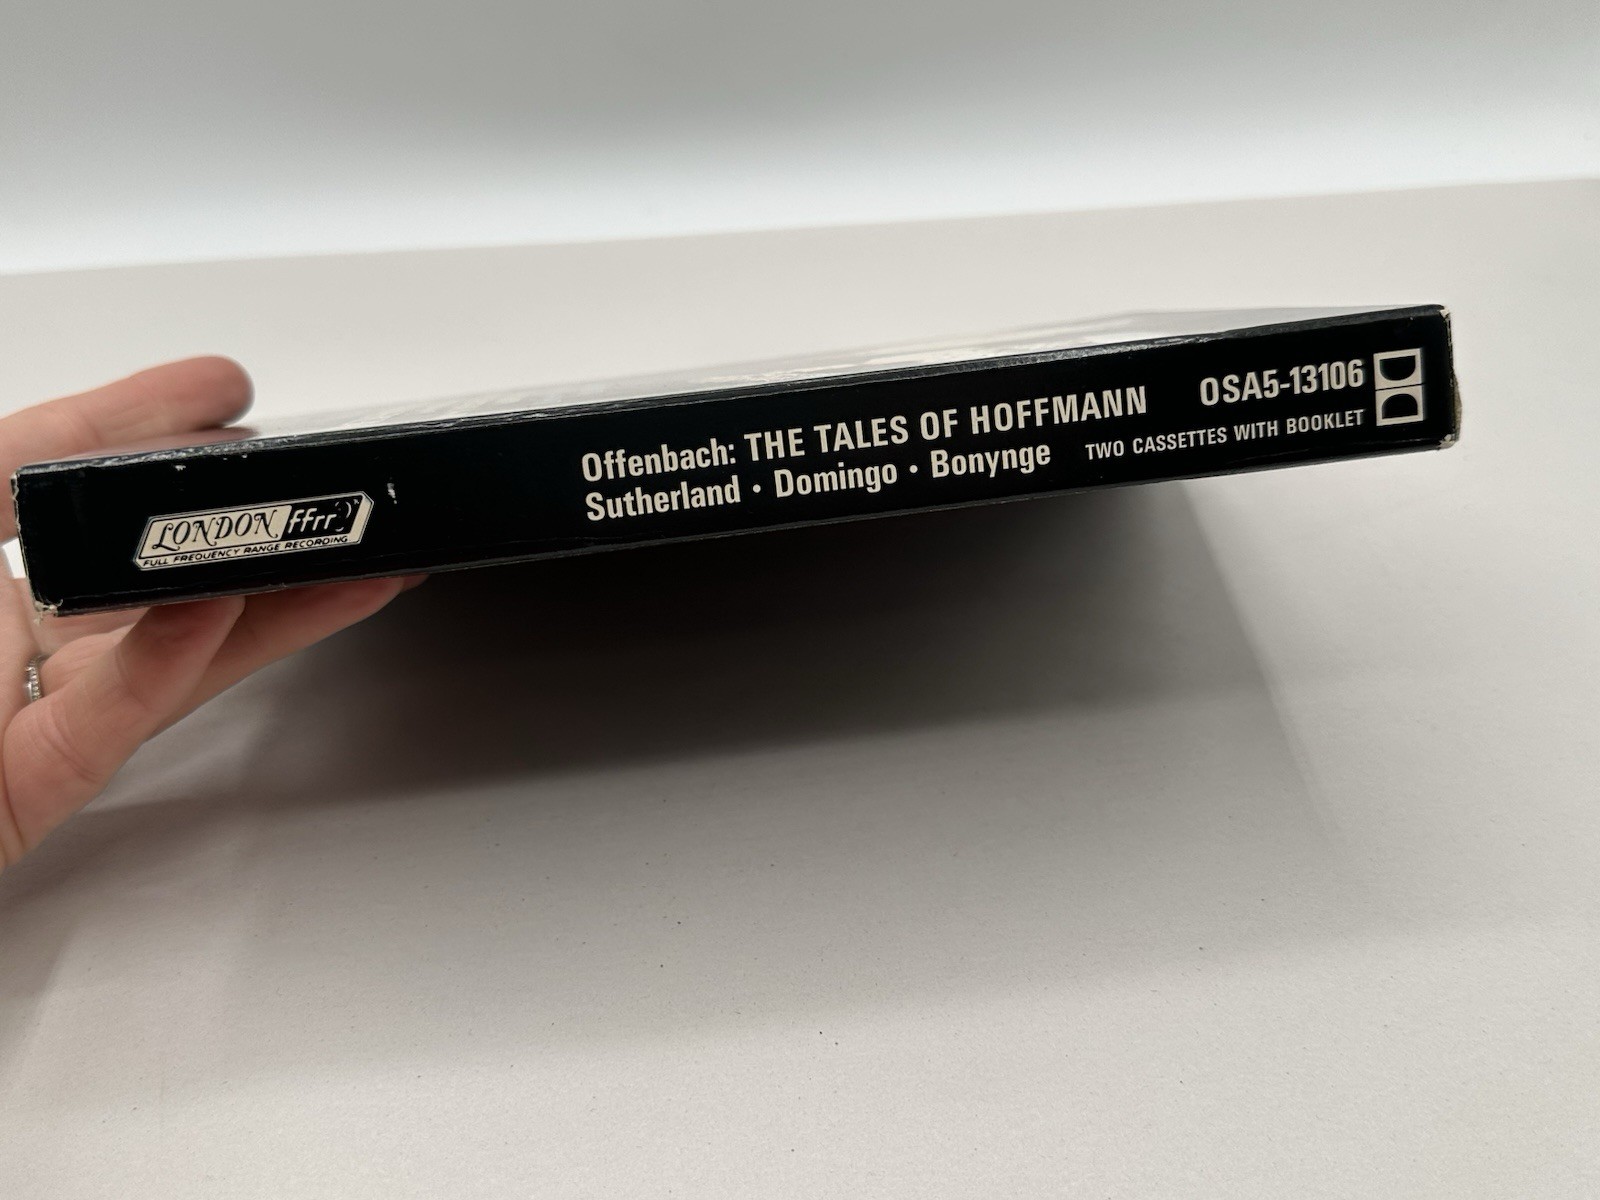 LONDON ffrr
FULL FREQUENCY RANGE RECORDING
Offenbach: THE TALES OF HOFFMANN
Sutherland • Domingo • Bonynge
OSA5-13106
TWO CASSETTES WITH BOOKLET